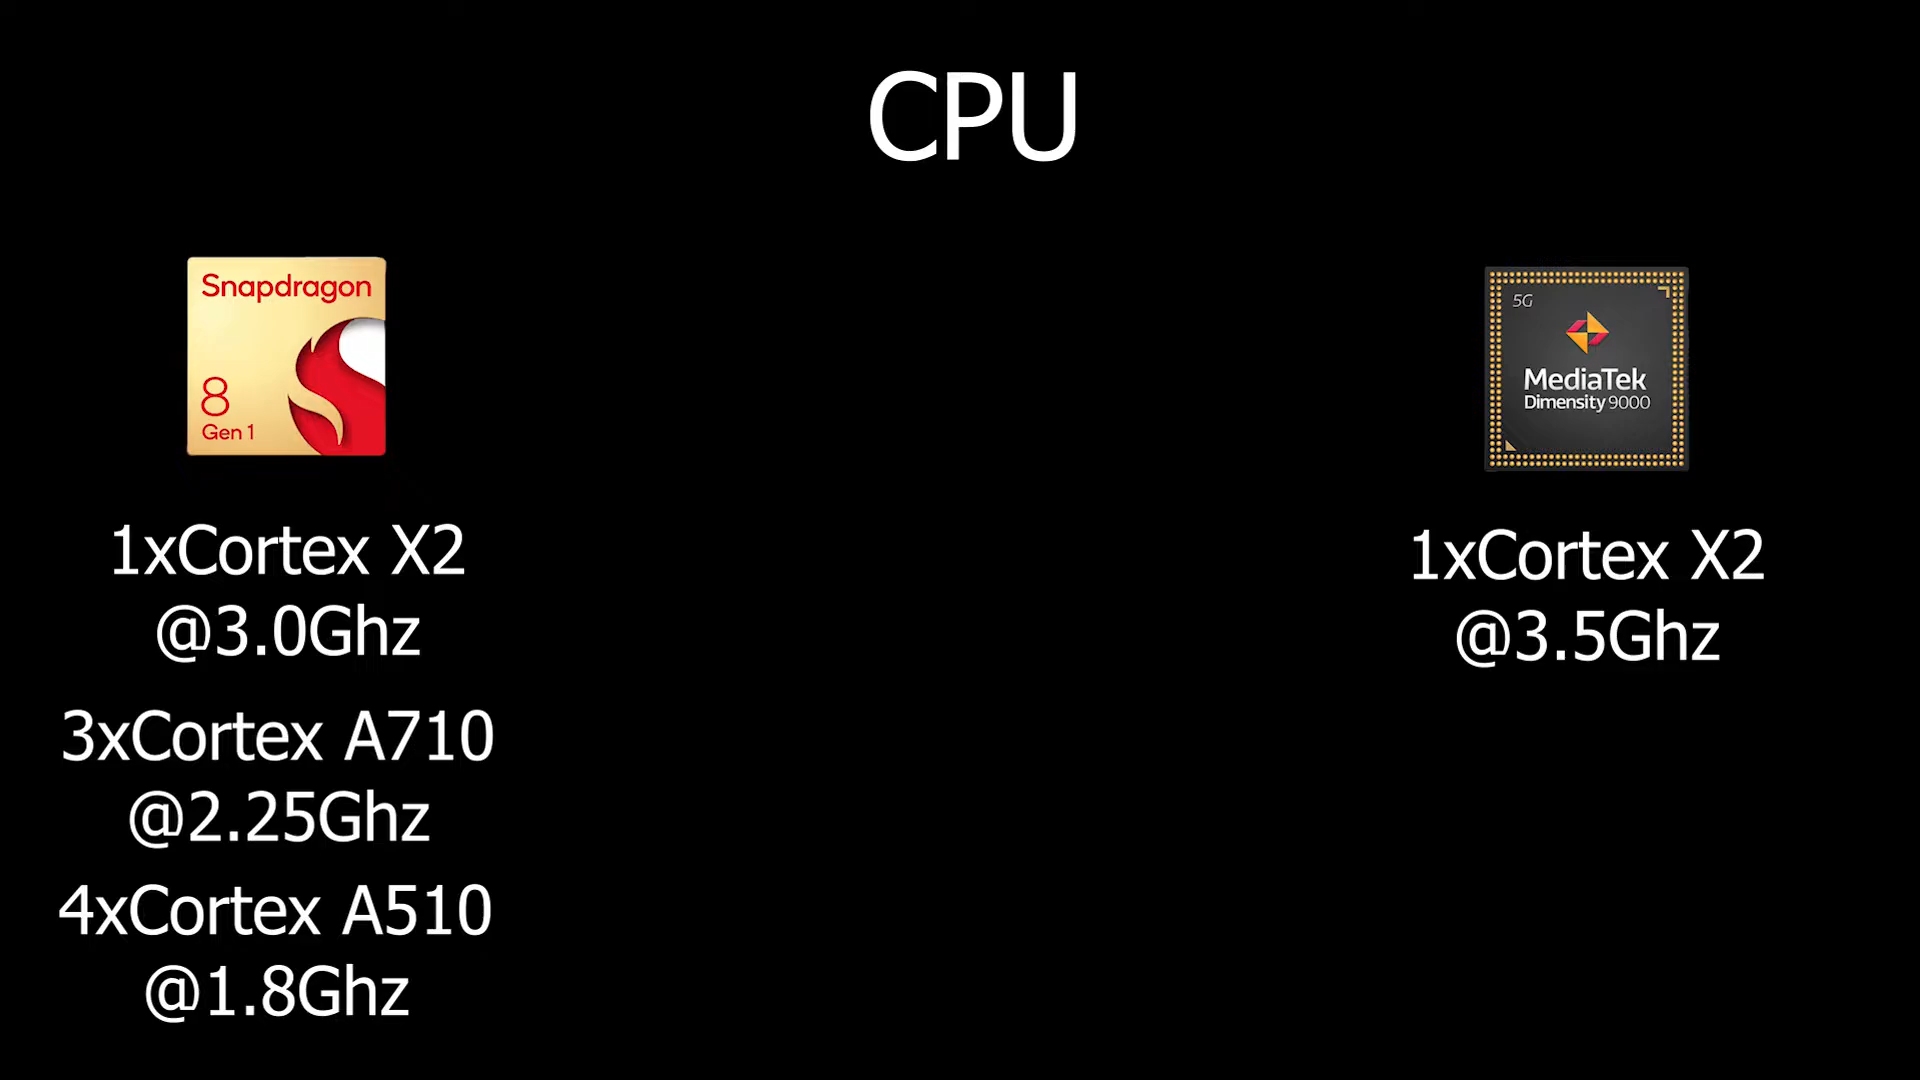 CPU
Snapdragon
8
Gen 1
1xCortex X2
@3.0Ghz
3xCortex A710
@2.25Ghz
4xCortex A510
@1.8Ghz
5G
MediaTek
Dimensity 9000
1xCortex X2
@3.5Ghz